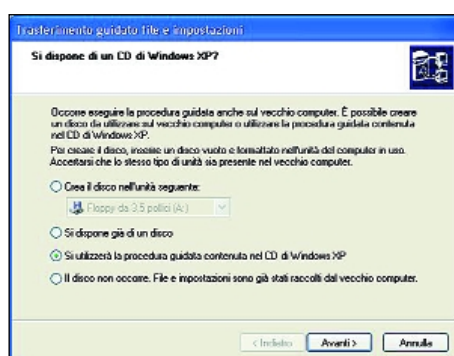 Trasferimento guidato file e impostazioni
Si dispone di un CD di Windows XP?
Occorre eseguire la procedura guidata anche sul vecchio computer. È possibile creare
un disco da utilizzare sul vecchio computer o utilizzare la procedura guidata contenuta
nel CD di Windows XP.
Per creare il disco, inserire un disco vuoto e formattato nell'unità del computer in uso.
Accertarsi che lo stesso tipo di unità sia presente nel vecchio computer.
Crea il disco nell'unità seguente:
Floppy da 3.5 pollici (A:)
Si dispone già di un disco
Si utilizzerà la procedura guidata contenuta nel CD di Windows XP
Il disco non occorre. File e impostazioni sono già stati raccolti dal vecchio computer.
< Indietro Avanti > Annulla